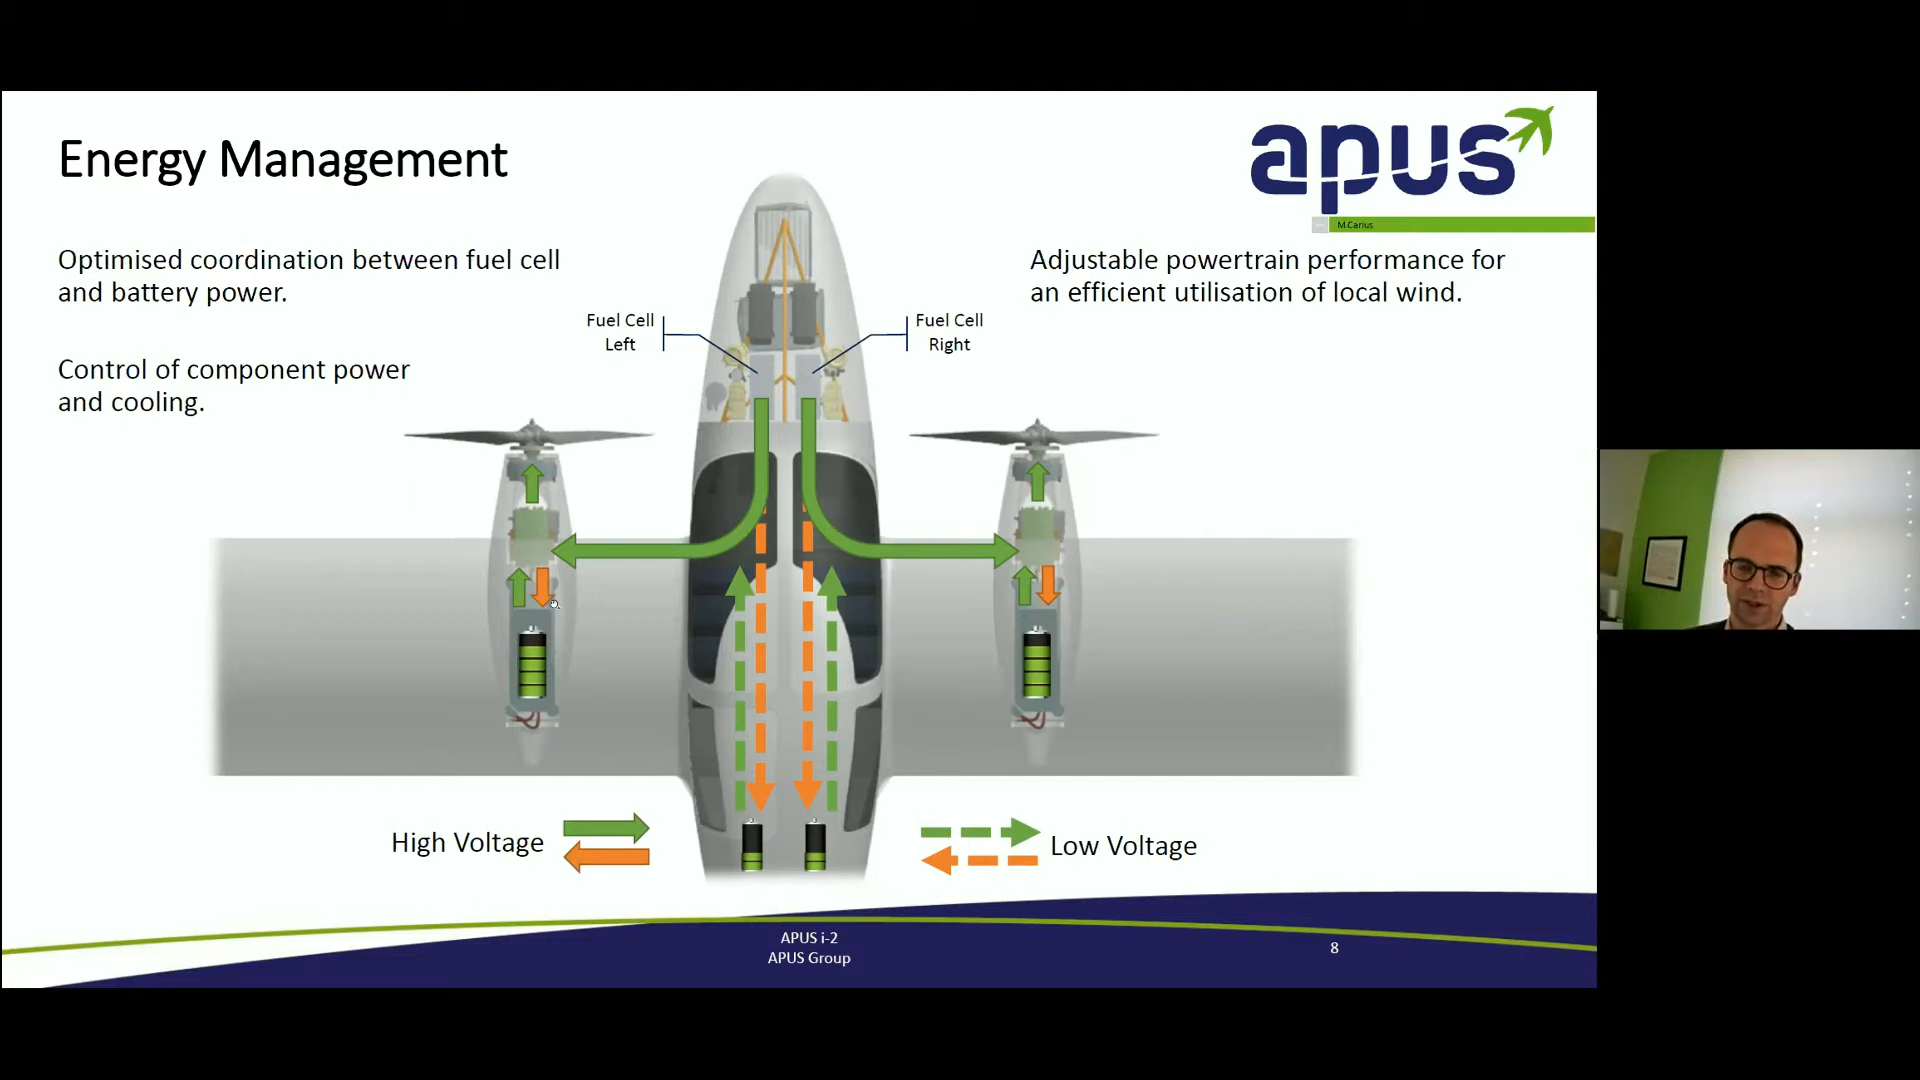 Energy Management
apus
M.Carius
Optimised coordination between fuel cell
and battery power.
Adjustable powertrain performance for
an efficient utilisation of local wind.
Fuel Cell
Left
Fuel Cell
Right
Control of component power
and cooling.
High Voltage
Low Voltage
APUS i-2
APUS Group
8